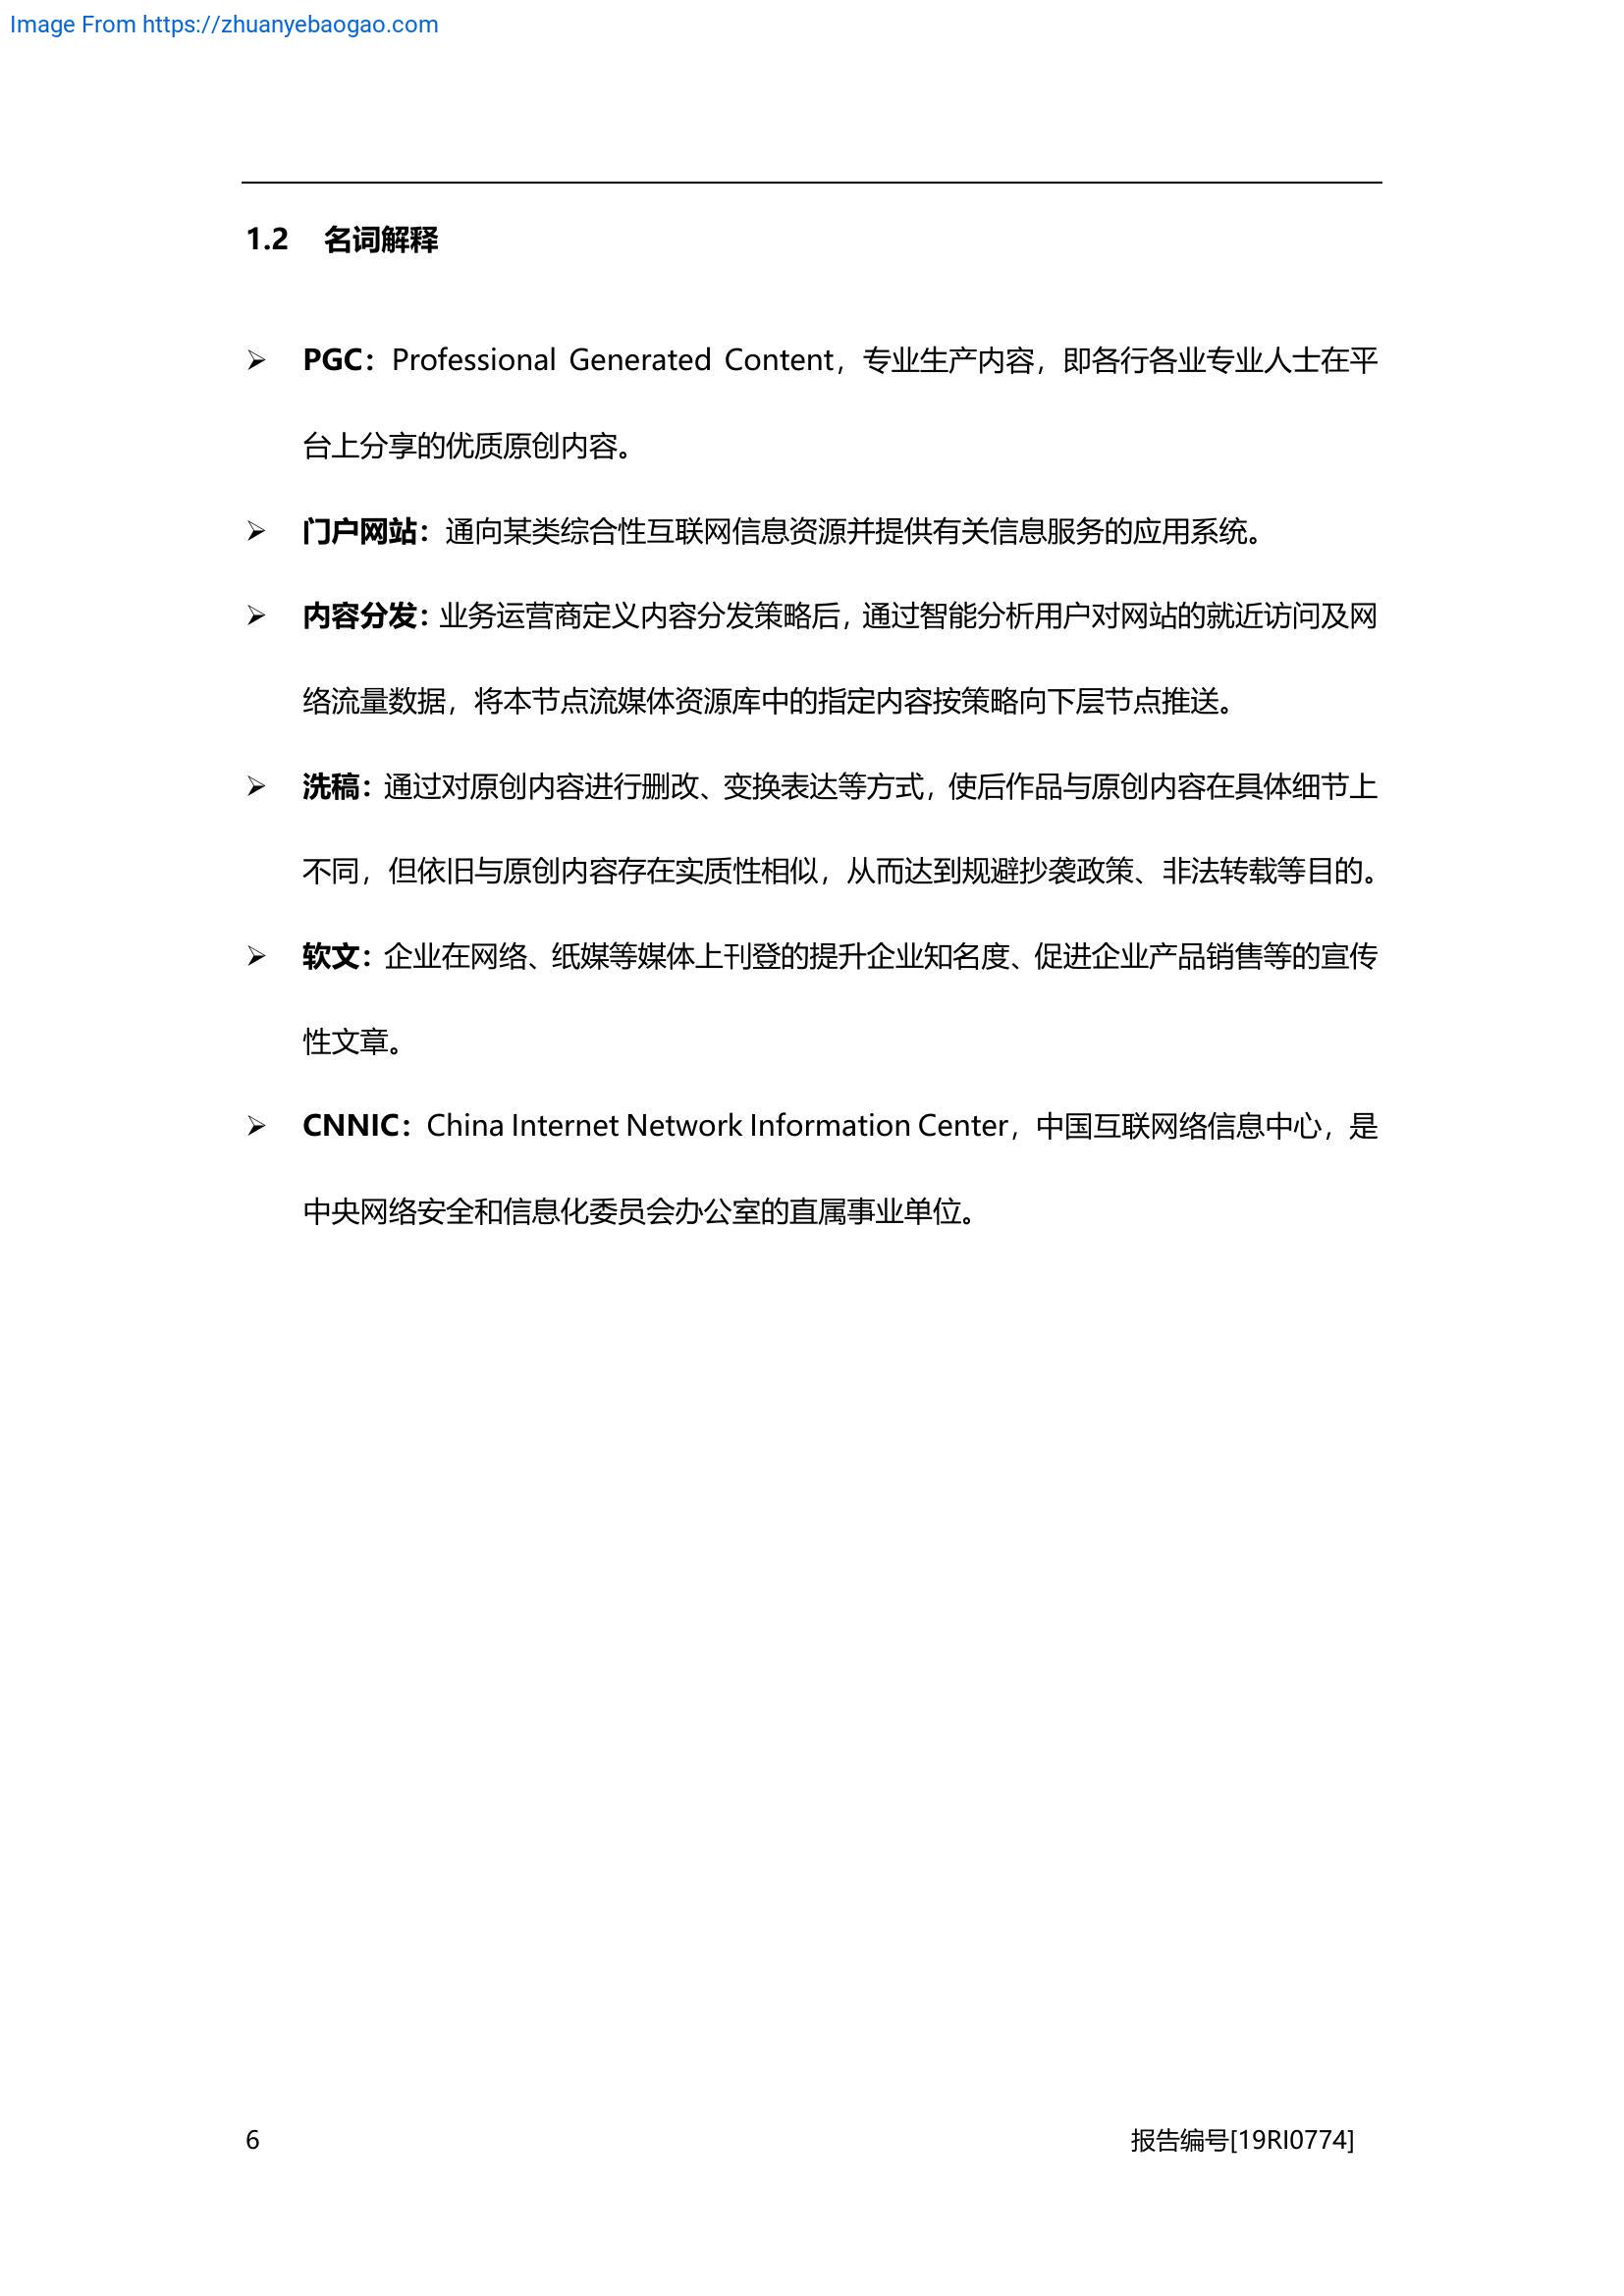 Image From https://zhuanyebaogao.com
1.2 名词解释
➢ PGC：Professional Generated Content，专业生产内容，即各行各业专业人士在平
台上分享的优质原创内容。
➢ 门户网站：通向某类综合性互联网信息资源并提供有关信息服务的应用系统。
➢ 内容分发：业务运营商定义内容分发策略后，通过智能分析用户对网站的就近访问及网
络流量数据，将本节点流媒体资源库中的指定内容按策略向下层节点推送。
➢ 洗稿：通过对原创内容进行删改、变换表达等方式，使后作品与原创内容在具体细节上
不同，但依旧与原创内容存在实质性相似，从而达到规避抄袭政策、非法转载等目的。
➢ 软文：企业在网络、纸媒等媒体上刊登的提升企业知名度、促进企业产品销售等的宣传
性文章。
➢ CNNIC：China Internet Network Information Center，中国互联网络信息中心，是
中央网络安全和信息化委员会办公室的直属事业单位。
6 报告编号[19RI0774]